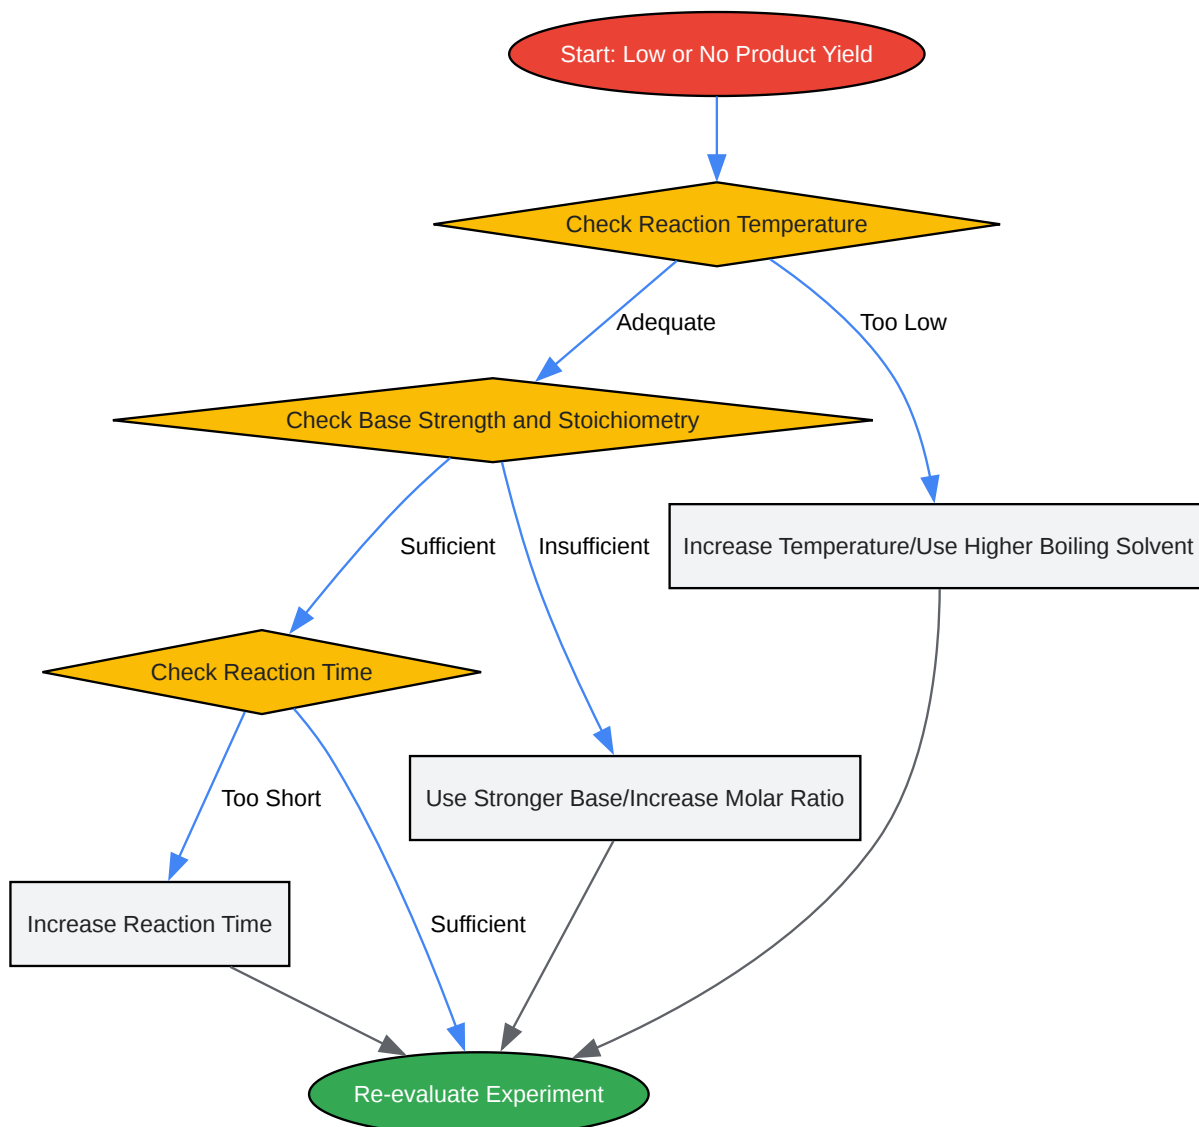 Start: Low or No Product Yield
Check Reaction Temperature
Adequate
Too Low
Check Base Strength and Stoichiometry
Sufficient
Insufficient
Increase Temperature/Use Higher Boiling Solvent
Check Reaction Time
Too Short
Use Stronger Base/Increase Molar Ratio
Increase Reaction Time
Sufficient
Re-evaluate Experiment